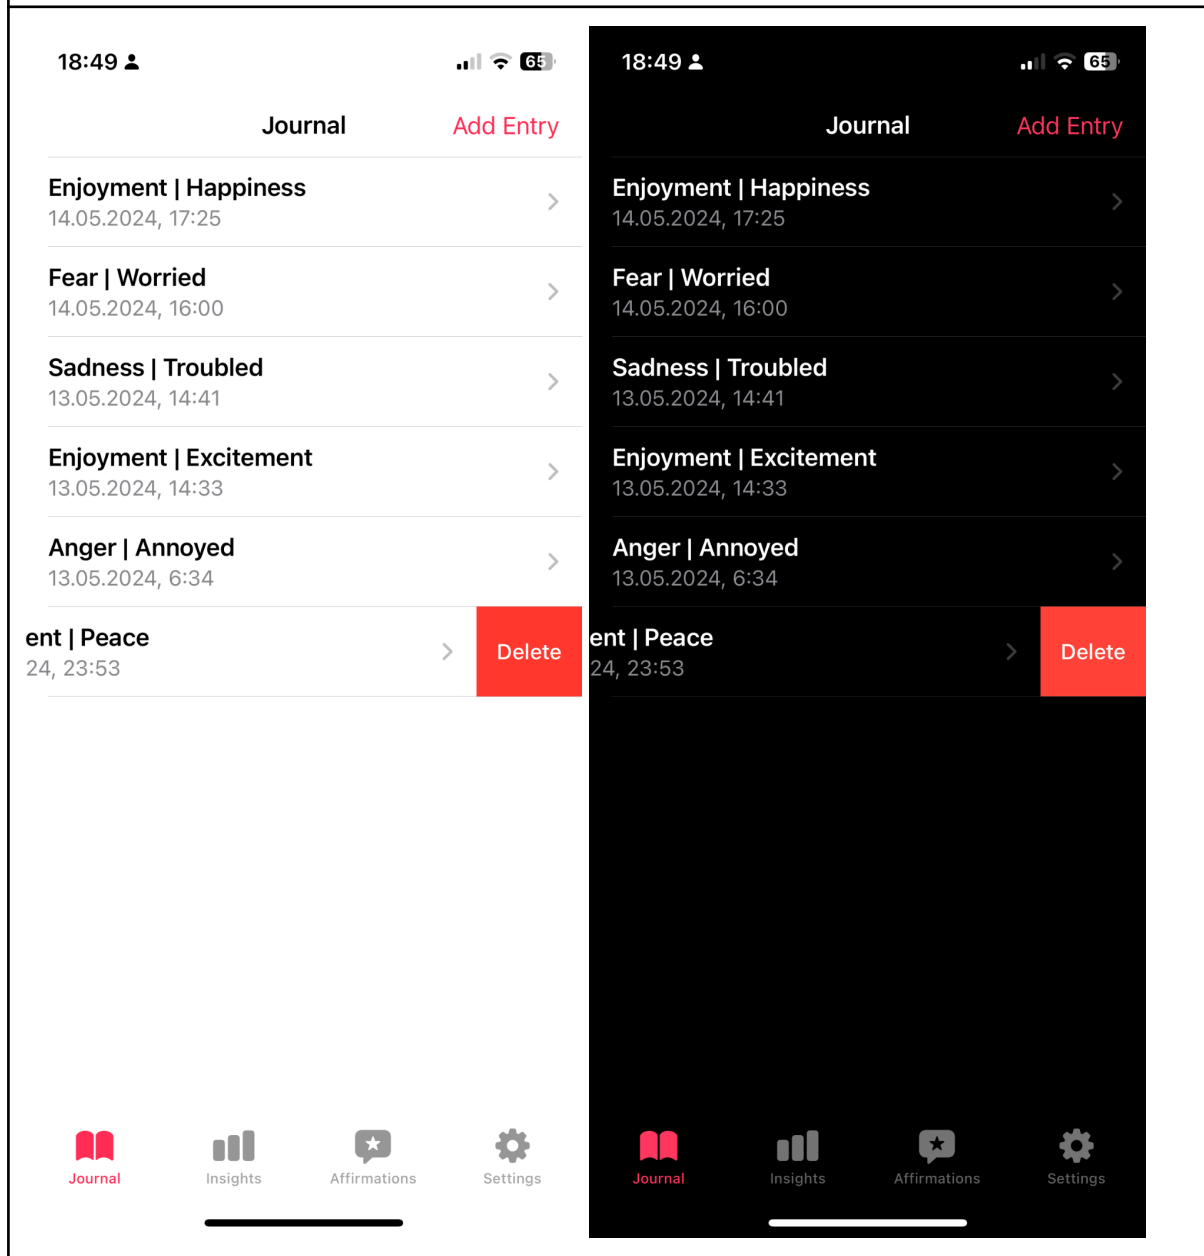 18:49
65
Journal
Add Entry
Enjoyment | Happiness
14.05.2024, 17:25
Fear | Worried
14.05.2024, 16:00
Sadness | Troubled
13.05.2024, 14:41
Enjoyment | Excitement
13.05.2024, 14:33
Anger | Annoyed
13.05.2024, 6:34
ent | Peace
24, 23:53
Delete
Journal
Insights
Affirmations
Settings
18:49
65
Journal
Add Entry
Enjoyment | Happiness
14.05.2024, 17:25
Fear | Worried
14.05.2024, 16:00
Sadness | Troubled
13.05.2024, 14:41
Enjoyment | Excitement
13.05.2024, 14:33
Anger | Annoyed
13.05.2024, 6:34
ent | Peace
24, 23:53
Delete
Journal
Insights
Affirmations
Settings